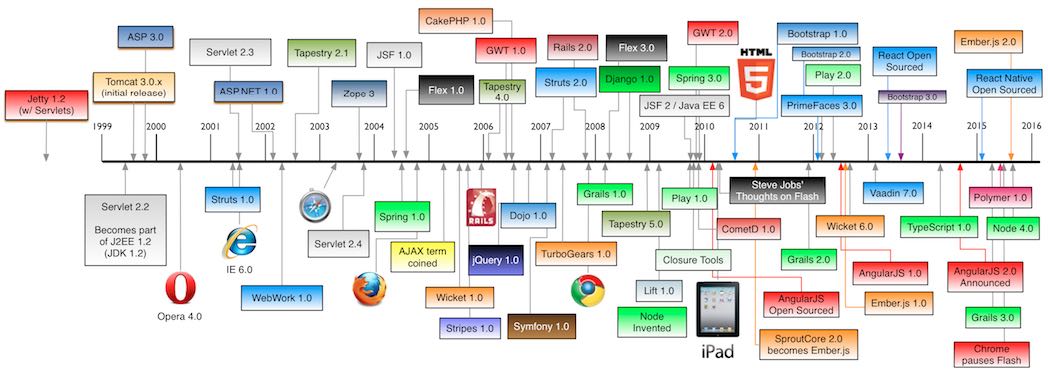 CakePHP 1.0
ASP 3.0
GWT 1.0
Rails 2.0
Flex 3.0
GWT 2.0
Bootstrap 1.0
Ember.js 2.0
Servlet 2.3
Tapestry 2.1
JSF 1.0
HTML
5
Bootstrap 2.0
React Open
Sourced
Tomcat 3.0.x
(initial release)
ASP.NET 1.0
Zope 3
Flex 1.0
Tapestry
4.0
Struts 2.0
Django 1.0
Spring 3.0
Play 2.0
React Native
Open Sourced
Jetty 1.2
(w/ Servlets)
JSF 2 / Java EE 6
PrimeFaces 3.0
Bootstrap 3.0
1999
2000
2001
2002
2003
2004
2005
2006
2007
2008
2009
2010
2011
2012
2013
2014
2015
2016
Servlet 2.2
Becomes part
of J2EE 1.2
(JDK 1.2)
Struts 1.0
IE 6.0
Opera 4.0
WebWork 1.0
Servlet 2.4
Spring 1.0
AJAX term
coined
RAILS
jQuery 1.0
Wicket 1.0
Stripes 1.0
Dojo 1.0
TurboGears 1.0
Symfony 1.0
Grails 1.0
Tapestry 5.0
Closure Tools
Lift 1.0
Node
Invented
Play 1.0
Steve Jobs'
Thoughts on Flash
CometD 1.0
iPad
AngularJS
Open Sourced
SproutCore 2.0
becomes Ember.js
Grails 2.0
Wicket 6.0
AngularJS 1.0
Ember.js 1.0
Vaadin 7.0
TypeScript 1.0
Polymer 1.0
Node 4.0
AngularJS 2.0
Announced
Grails 3.0
Chrome
pauses Flash